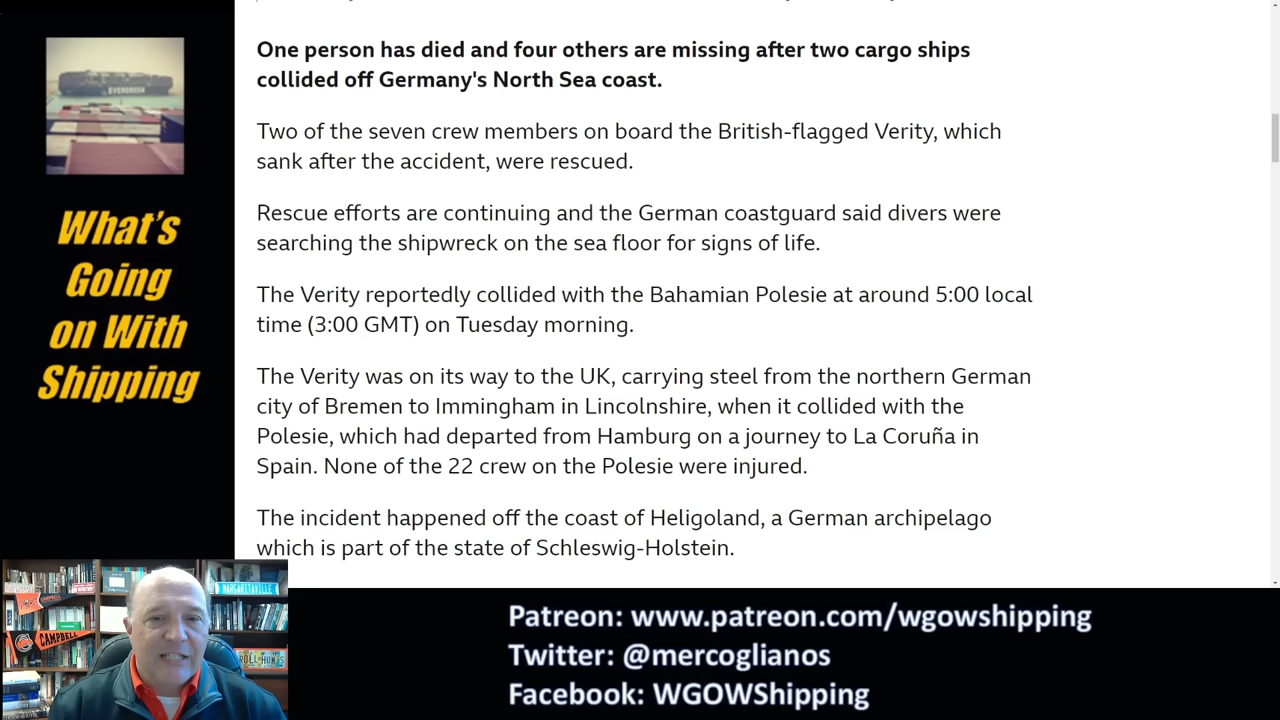 One person has died and four others are missing after two cargo ships
collided off Germany's North Sea coast.
Two of the seven crew members on board the British-flagged Verity, which
sank after the accident, were rescued.
Rescue efforts are continuing and the German coastguard said divers were
searching the shipwreck on the sea floor for signs of life.
The Verity reportedly collided with the Bahamian Polesie at around 5:00 local
time (3:00 GMT) on Tuesday morning.
The Verity was on its way to the UK, carrying steel from the northern German
city of Bremen to Immingham in Lincolnshire, when it collided with the
Polesie, which had departed from Hamburg on a journey to La Coruña in
Spain. None of the 22 crew on the Polesie were injured.
The incident happened off the coast of Heligoland, a German archipelago
which is part of the state of Schleswig-Holstein.
EVERGREEN
What's
Going
on With
Shipping
MARGARITAVILLE
CAMPBELL
CAMPBELL
Patreon: www.patreon.com/wgowshipping
Twitter: @mercoglianos
Facebook: WGOWShipping